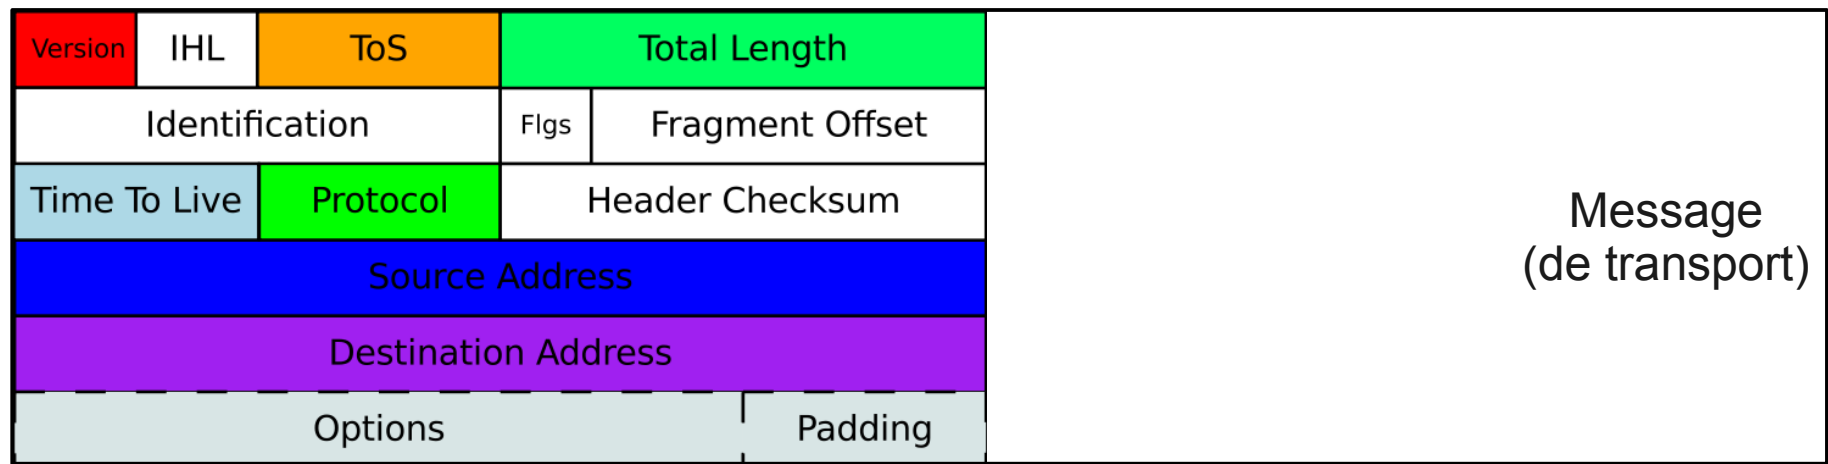 Version IHL ToS Total Length
Identification Flgs Fragment Offset
Time To Live Protocol Header Checksum
Source Address
Destination Address
Options Padding
Message
(de transport)